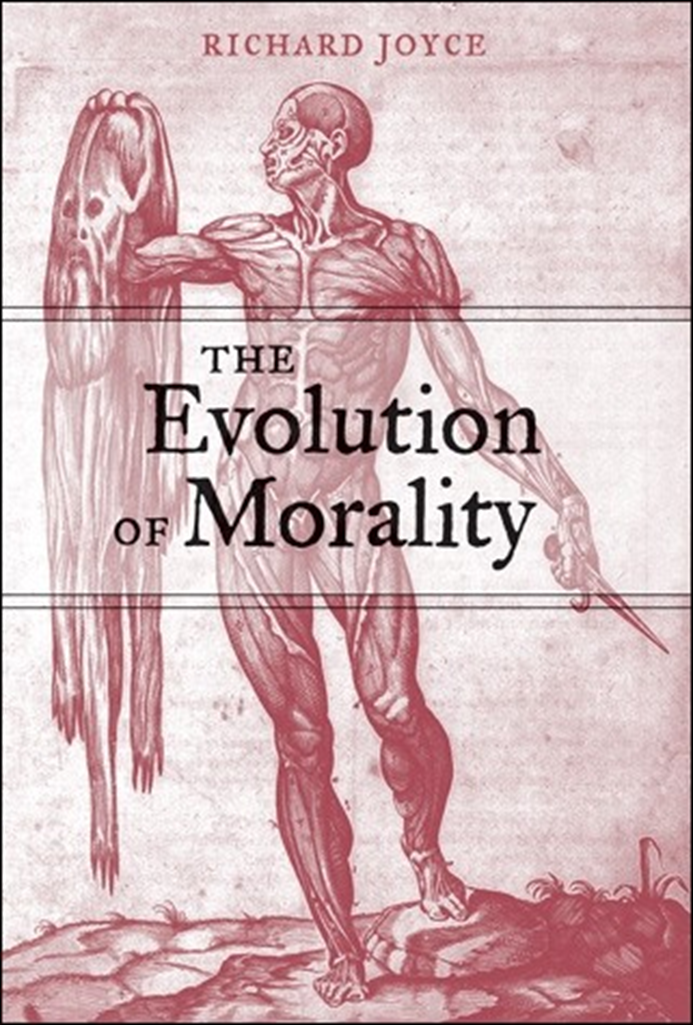 RICHARD JOYCE
THE
Evolution
OF Morality